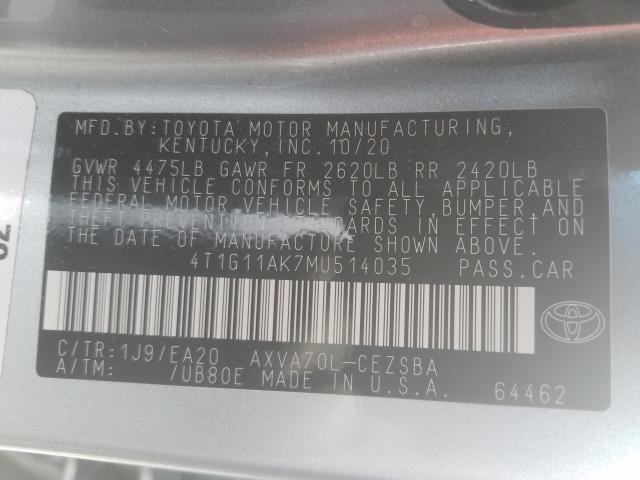 MFD.BY:TOYOTA MOTOR MANUFACTURING,
KENTUCKY, INC. 10/20
GVWR 4475LB GAWR FR 2620LB RR 2420LB
THIS VEHICLE CONFORMS TO ALL APPLICABLE
FEDERAL MOTOR VEHICLE SAFETY,BUMPER,AND
THEFT PREVENTION STANDARDS IN EFFECT ON
THE DATE OF MANUFACTURE SHOWN ABOVE.
4T1G11AK7MU514035 PASS.CAR
C/TR:1J9/EA20 AXVA70L-CEZSBA
A/TM: /UB80E MADE IN U.S.A.
64462